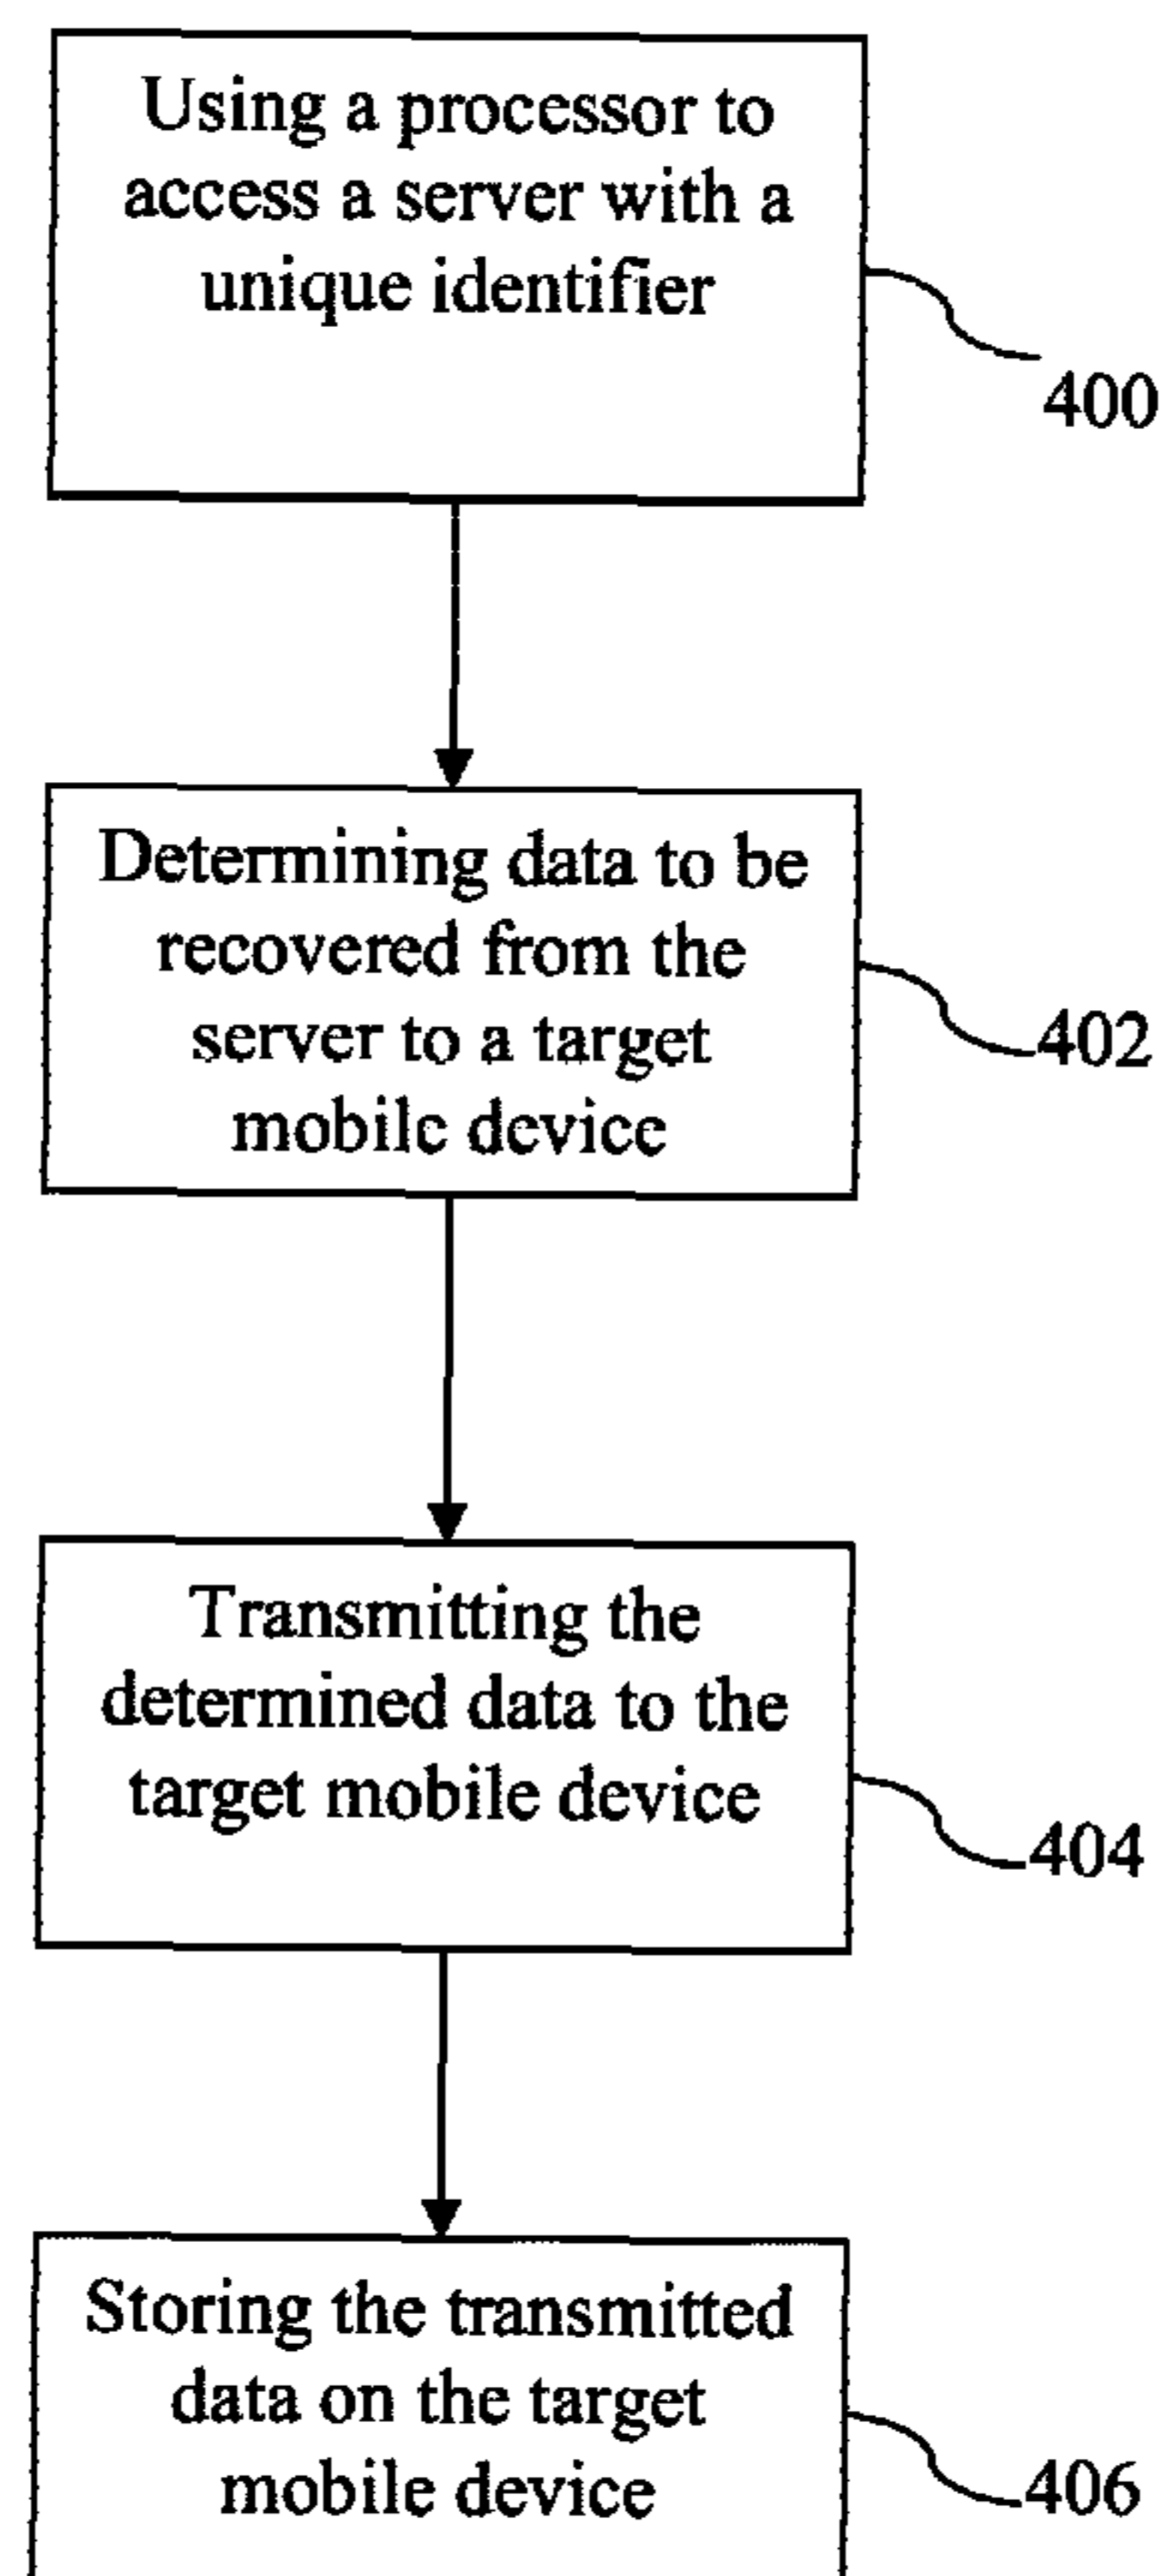 Using a processor to
access a server with a
unique identifier
400
Determining data to be
recovered from the
server to a target
mobile device
402
Transmitting the
determined data to the
target mobile device
404
Storing the transmitted
data on the target
mobile device
406